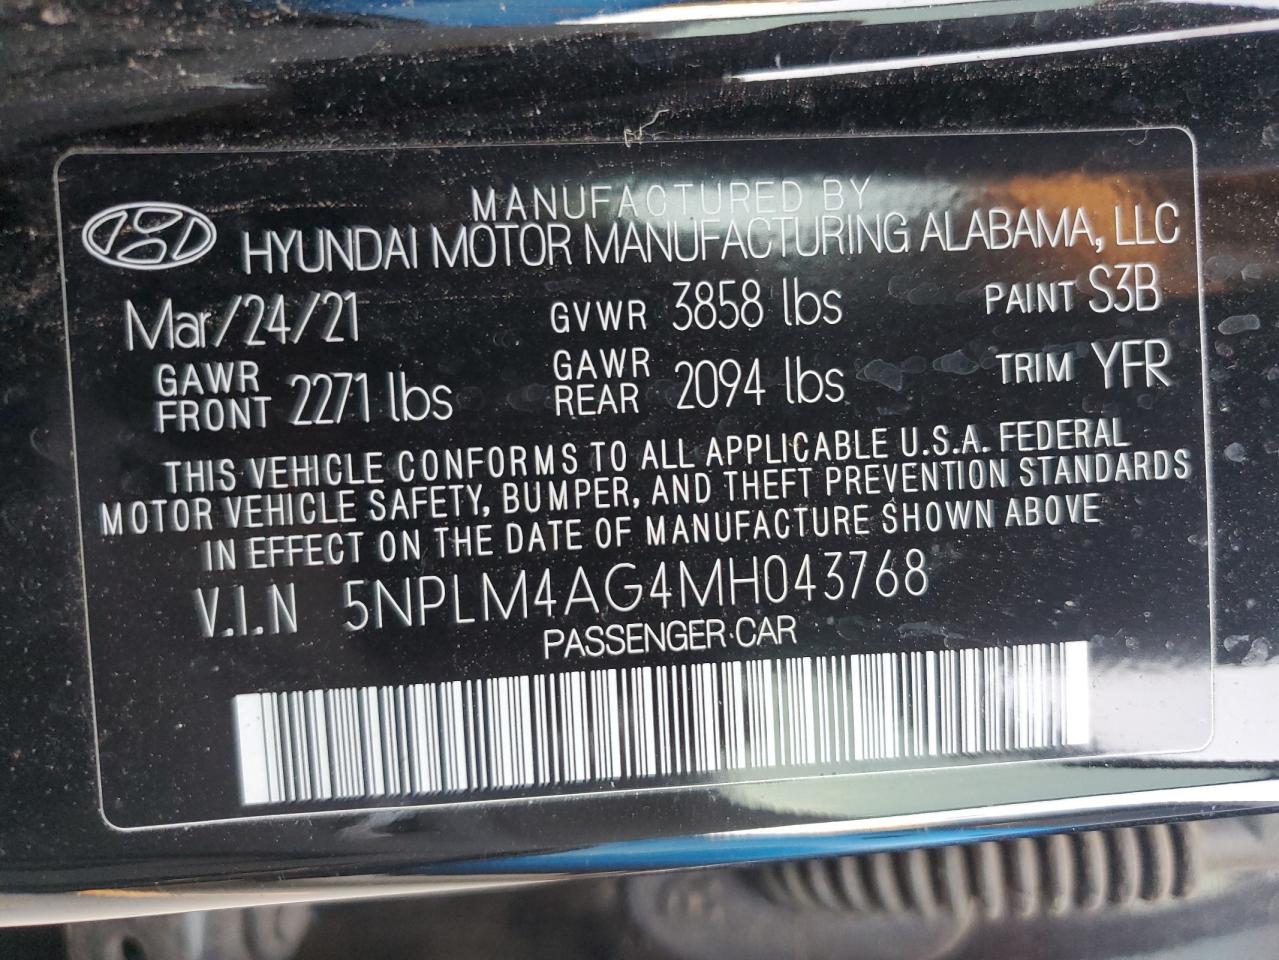 MANUFACTURED BY
HYUNDAI MOTOR MANUFACTURING ALABAMA, LLC
Mar/24/21 GVWR 3858 lbs PAINT S3B
GAWR FRONT 2271 lbs GAWR REAR 2094 lbs TRIM YFR
THIS VEHICLE CONFORMS TO ALL APPLICABLE U.S.A. FEDERAL
MOTOR VEHICLE SAFETY, BUMPER, AND THEFT PREVENTION STANDARDS
IN EFFECT ON THE DATE OF MANUFACTURE SHOWN ABOVE
V.I.N 5NPLM4AG4MH043768
PASSENGER CAR